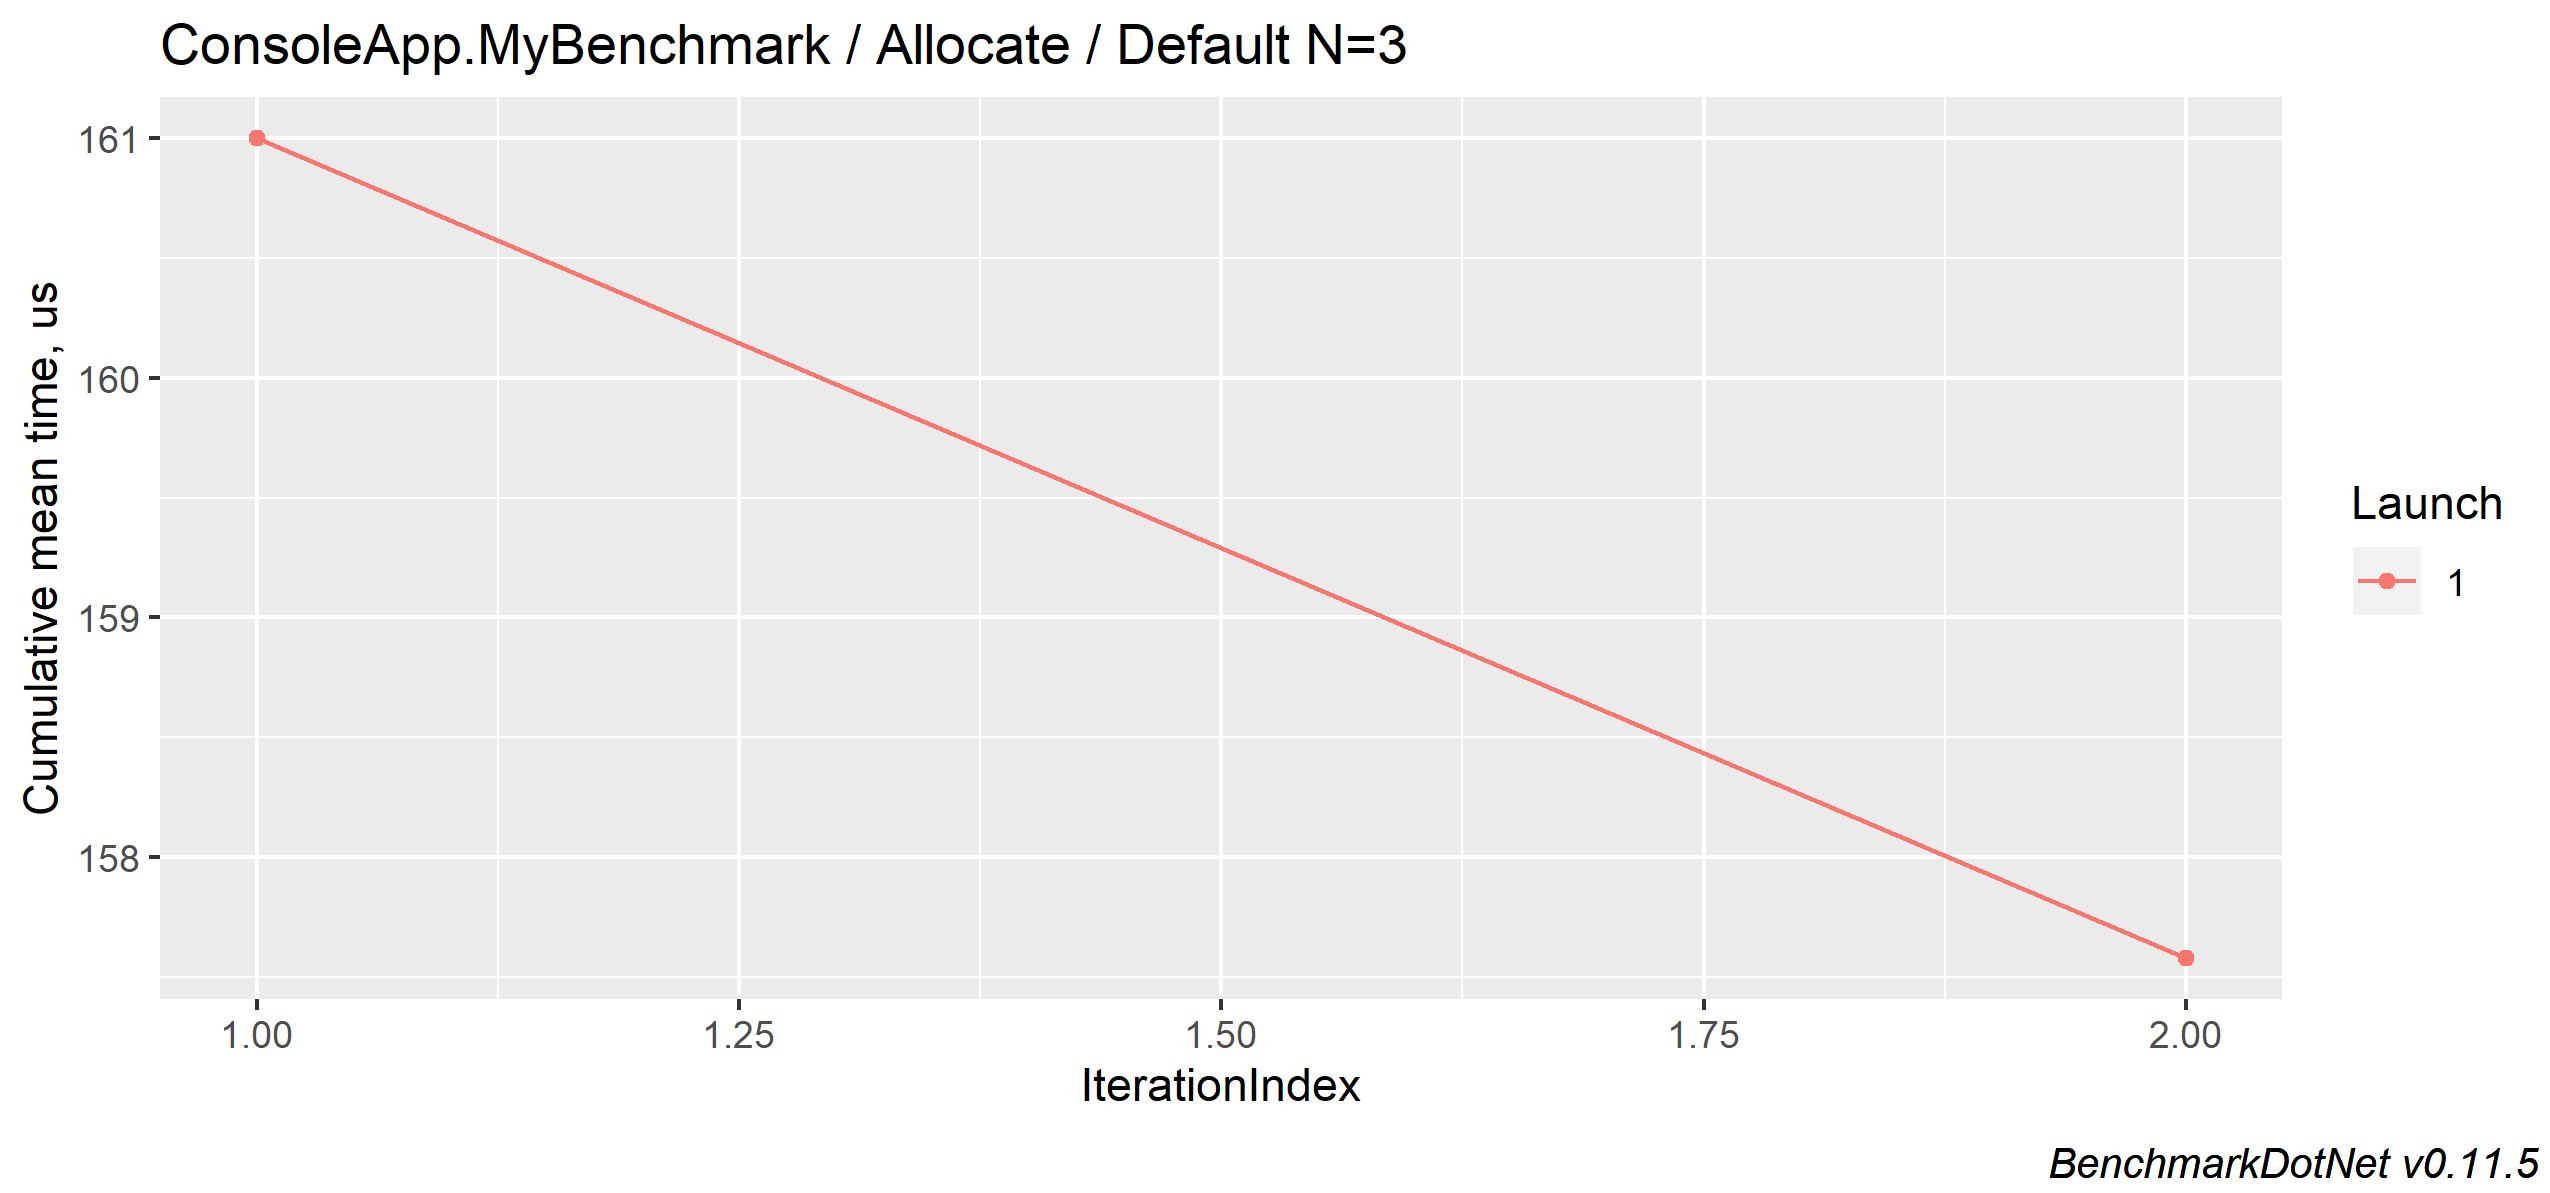 ConsoleApp.MyBenchmark / Allocate / Default N=3
Cumulative mean time, us
161
160
159
158
1.00 1.25 1.50 1.75 2.00
IterationIndex
Launch
1
BenchmarkDotNet v0.11.5